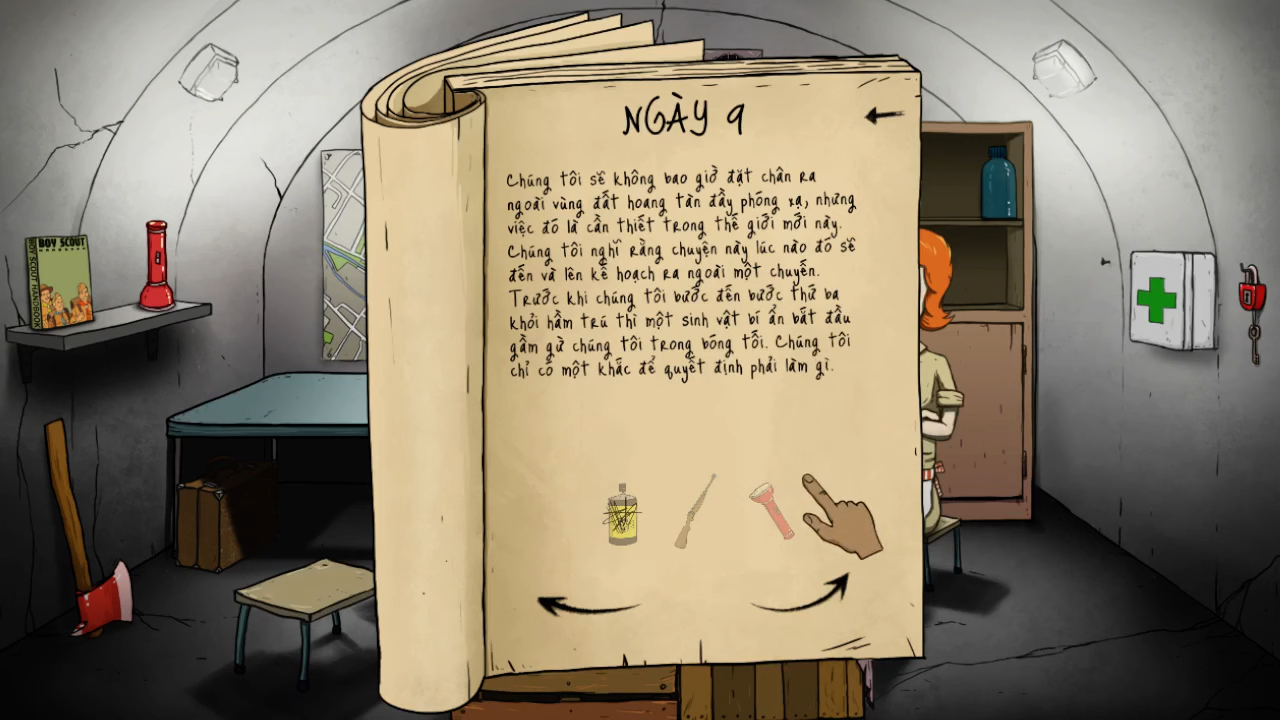 NGÀY 9
Chúng tôi sẽ không bao giờ đặt chân ra
ngoài vùng đất hoang tàn đầy phóng xạ, nhưng
việc đó là cần thiết trong thế giới mới này.
Chúng tôi nghĩ rằng chuyện này lúc nào đó sẽ
đến và lên kế hoạch ra ngoài một chuyến.
Trước khi chúng tôi bước đến bước thứ ba
khỏi hầm trú thì một sinh vật bí ẩn bắt đầu
gầm gừ chúng tôi trong bóng tối. Chúng tôi
chỉ có một khắc để quyết định phải làm gì.
BOY SCOUT
BOY SCOUT HANDBOOK